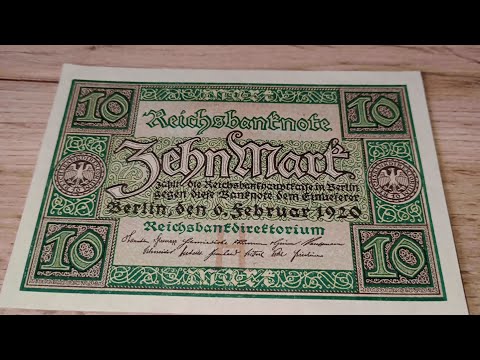 10 10
Reichsbanknote
Zehn Mark
zahlt die Reichsbankhauptkasse in Berlin
gegen diese Banknote dem Einlieferer
Berlin, den 6. Februar 1920
Reichsbankdirektorium
10 10